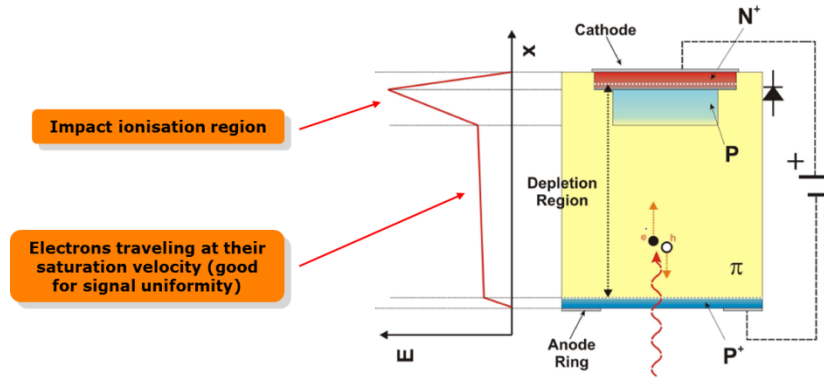 Cathode
N⁺
x
Impact ionisation region
P
+
Depletion
Region
Electrons traveling at their
saturation velocity (good
for signal uniformity)
e
h
π
E
Anode
Ring
P⁺